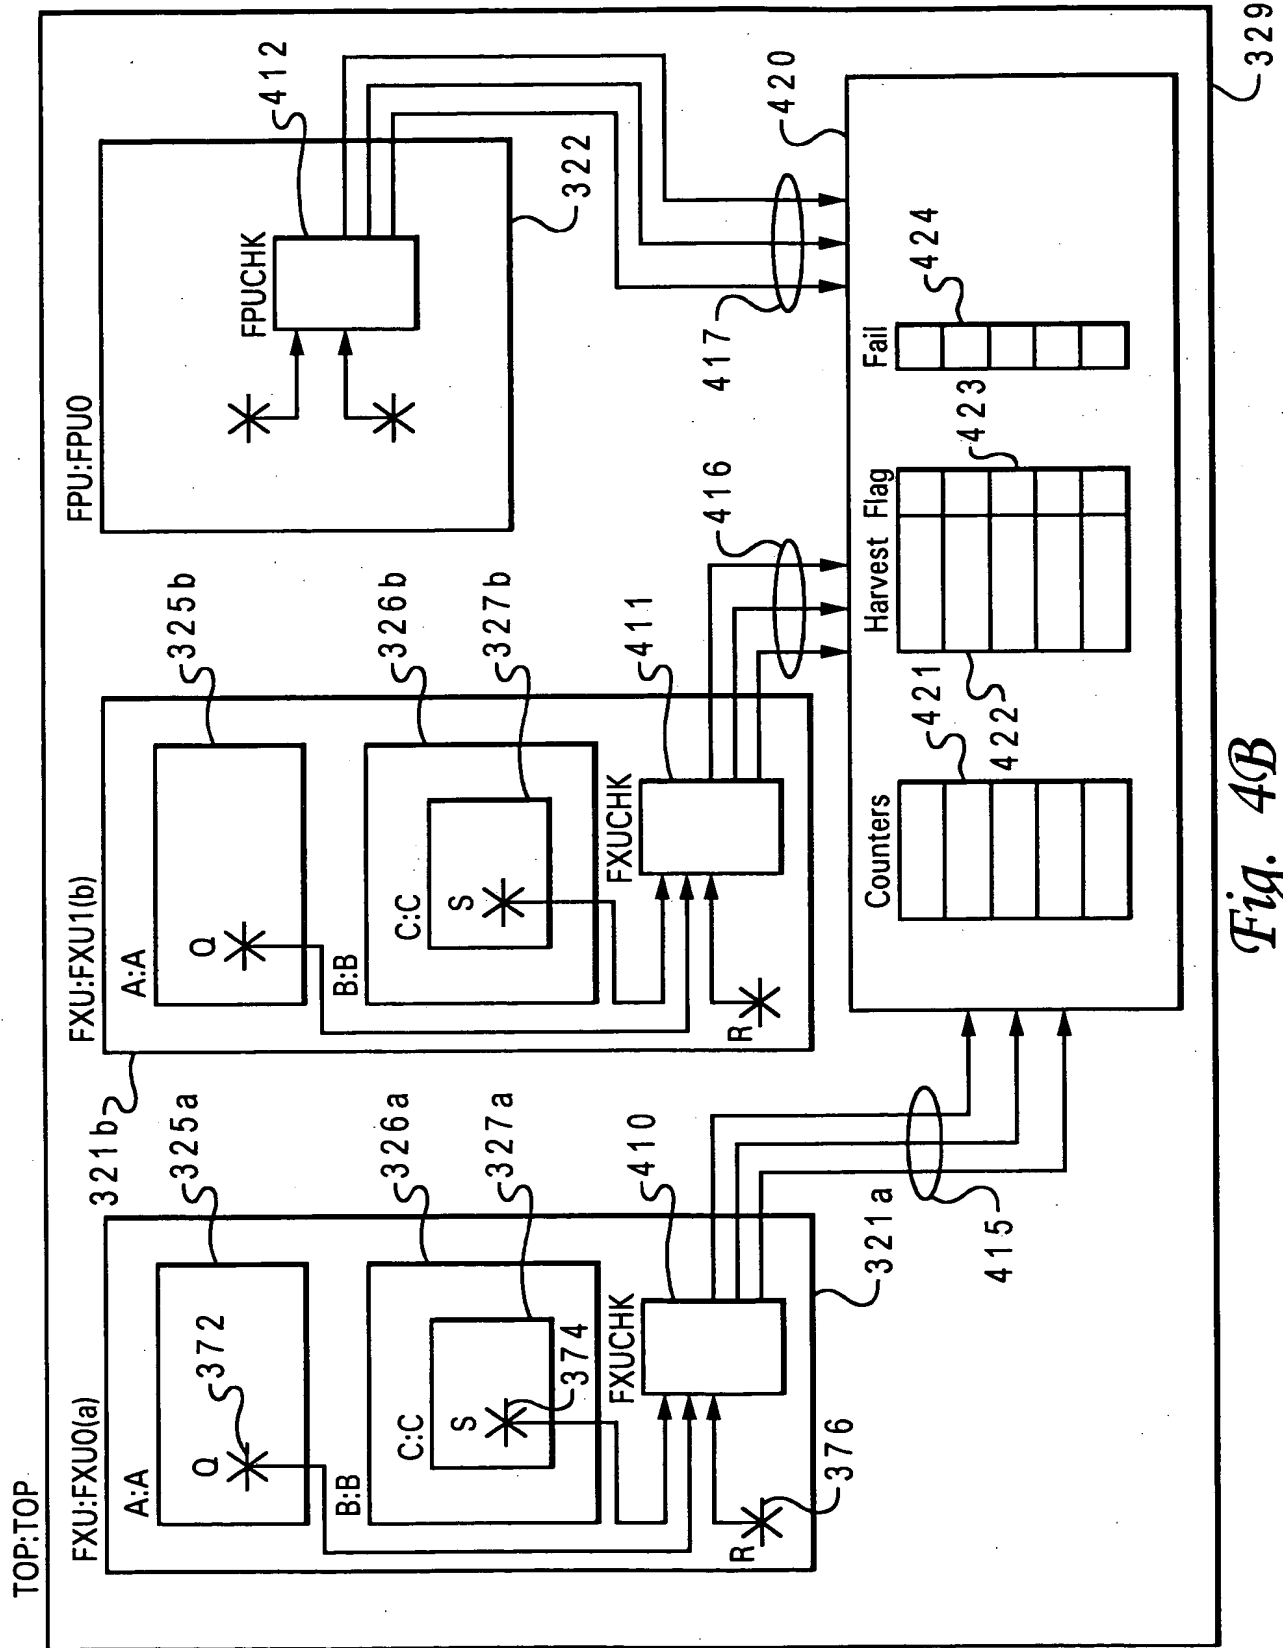 TOP:TOP
FXU:FXU0(a)
A:A
Q
372
325a
B:B
C:C
S
374
326a
327a
FXUCHK
410
R
376
321a
415
321b
FXU:FXU1(b)
A:A
Q
325b
B:B
C:C
S
326b
327b
FXUCHK
411
R
416
FPU:FPU0
FPUCHK
412
322
417
420
Counters
421
Harvest Flag
422
423
Fail
424
329
Fig. 4B